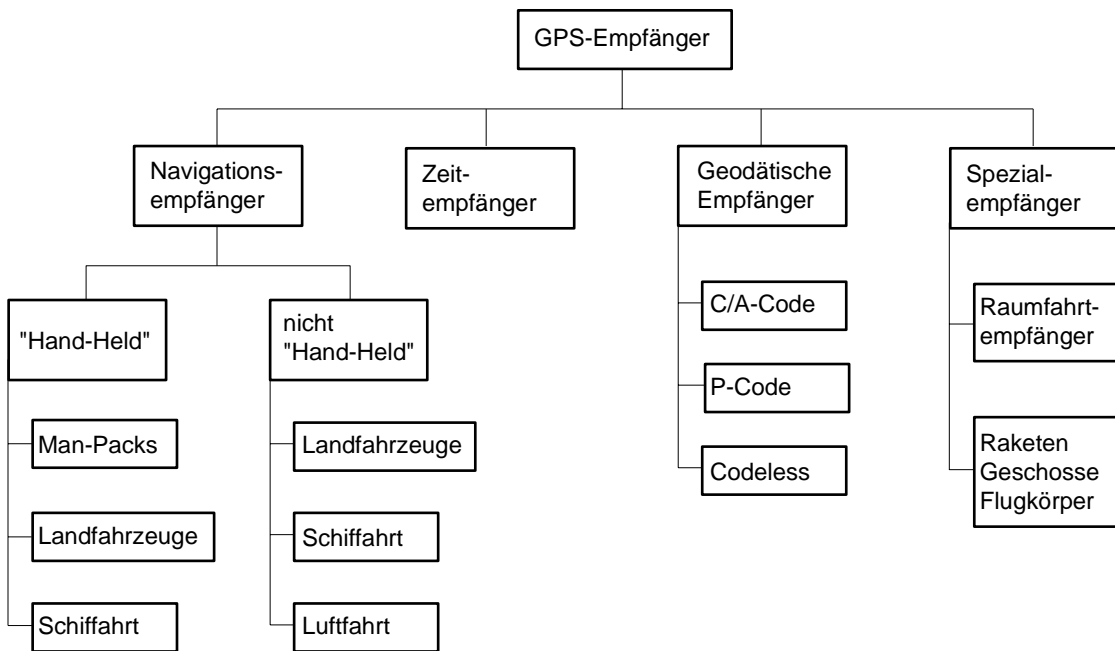 GPS-Empfänger
Navigations-
empfänger
Zeit-
empfänger
Geodätische
Empfänger
Spezial-
empfänger
"Hand-Held"
nicht
"Hand-Held"
C/A-Code
Raumfahrt-
empfänger
P-Code
Man-Packs
Landfahrzeuge
Codeless
Raketen
Geschosse
Flugkörper
Landfahrzeuge
Schiffahrt
Schiffahrt
Luftfahrt